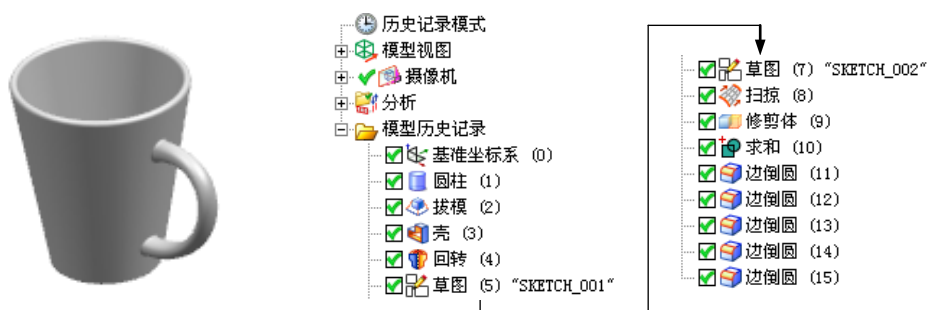 历史记录模式
模型视图
摄像机
分析
模型历史记录
基准坐标系 (0)
圆柱 (1)
拔模 (2)
壳 (3)
回转 (4)
草图 (5) "SKETCH_001"
草图 (7) "SKETCH_002"
扫掠 (8)
修剪体 (9)
求和 (10)
边倒圆 (11)
边倒圆 (12)
边倒圆 (13)
边倒圆 (14)
边倒圆 (15)